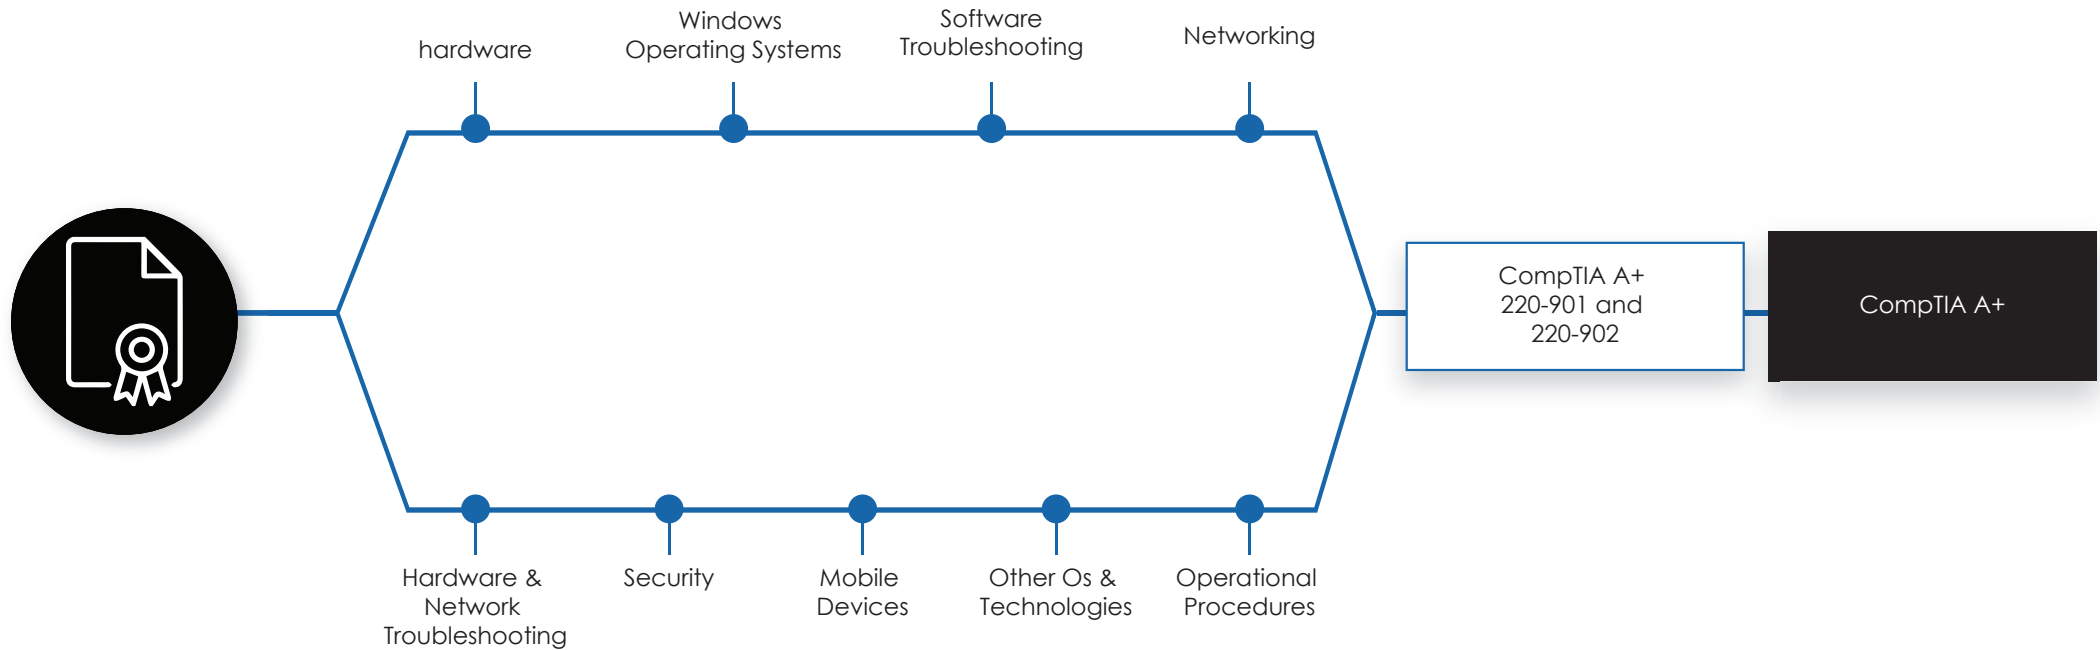 hardware
Windows
Operating Systems
Software
Troubleshooting
Networking
CompTIA A+
220-901 and
220-902
CompTIA A+
Hardware &
Network
Troubleshooting
Security
Mobile
Devices
Other Os &
Technologies
Operational
Procedures